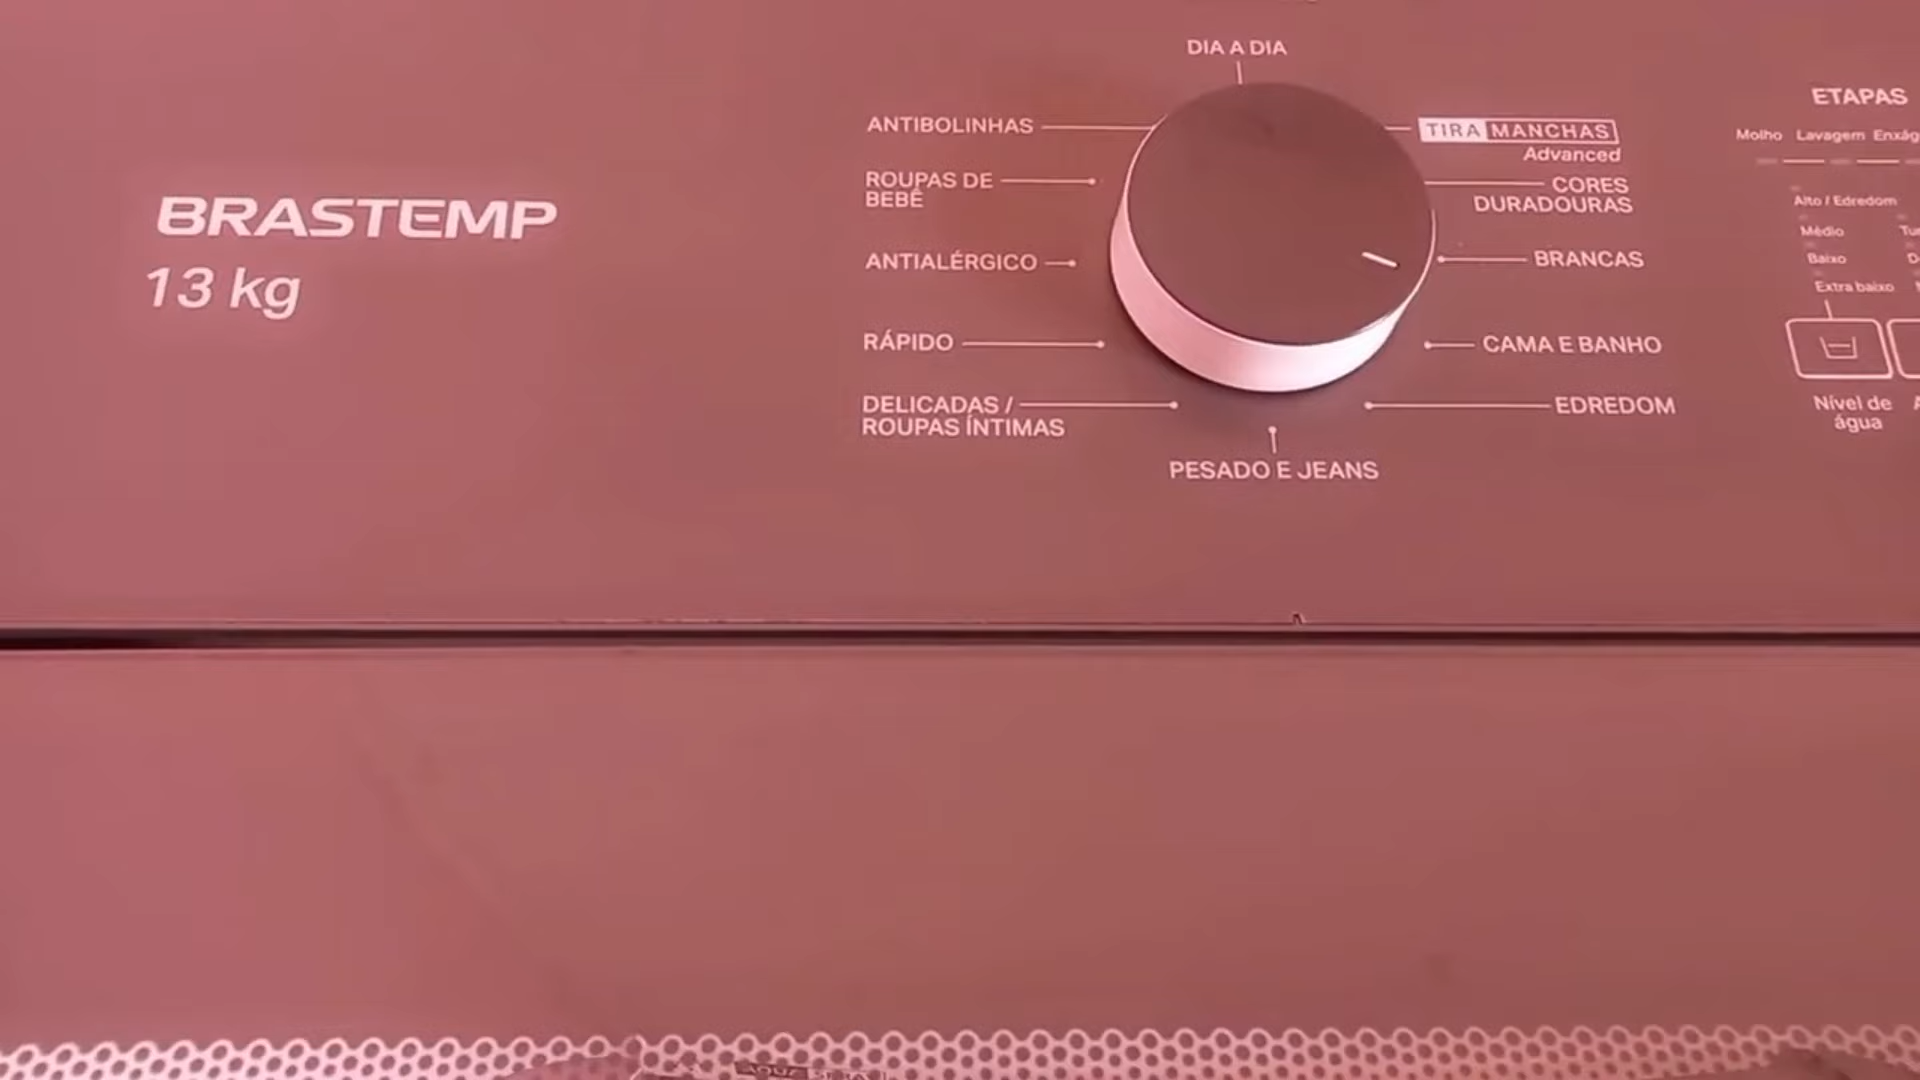 BRASTEMP
13 kg
DIA A DIA
ANTIBOLINHAS
ROUPAS DE
BEBÊ
ANTIALÉRGICO
RÁPIDO
DELICADAS /
ROUPAS ÍNTIMAS
PESADO E JEANS
TIRA MANCHAS
Advanced
CORES
DURADOURAS
BRANCAS
CAMA E BANHO
EDREDOM
ETAPAS
Molho Lavagem
Alto / Edredom
Médio
Baixo
Extra baixo
Nível de
água